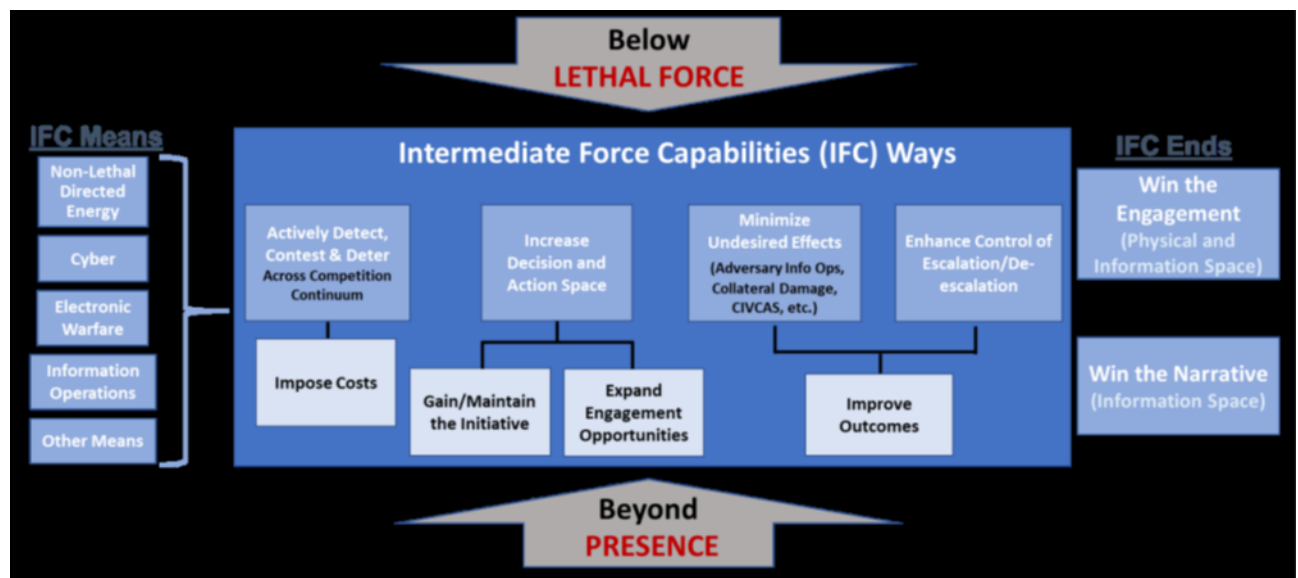 Below
LETHAL FORCE
IFC Means
Non-Lethal
Directed
Energy
Cyber
Electronic
Warfare
Information
Operations
Other Means
Intermediate Force Capabilities (IFC) Ways
Actively Detect,
Contest & Deter
Across Competition
Continuum
Impose Costs
Increase
Decision and
Action Space
Gain/Maintain
the Initiative
Expand
Engagement
Opportunities
Minimize
Undesired Effects
(Adversary Info Ops,
Collateral Damage,
CIVCAS, etc.)
Enhance Control of
Escalation/De-
escalation
Improve
Outcomes
IFC Ends
Win the
Engagement
(Physical and
Information Space)
Win the Narrative
(Information Space)
Beyond
PRESENCE